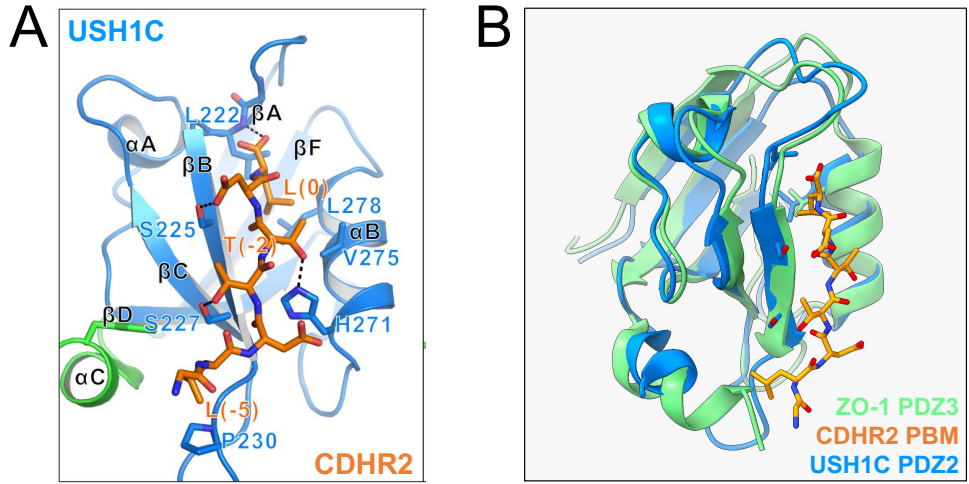 A
USH1C
L222
βA
αA
βB
βF
L(0)
L278
S225
T(-2)
αB
V275
βC
βD
S227
H271
αC
L(-5)
P230
CDHR2
B
ZO-1 PDZ3
CDHR2 PBM
USH1C PDZ2